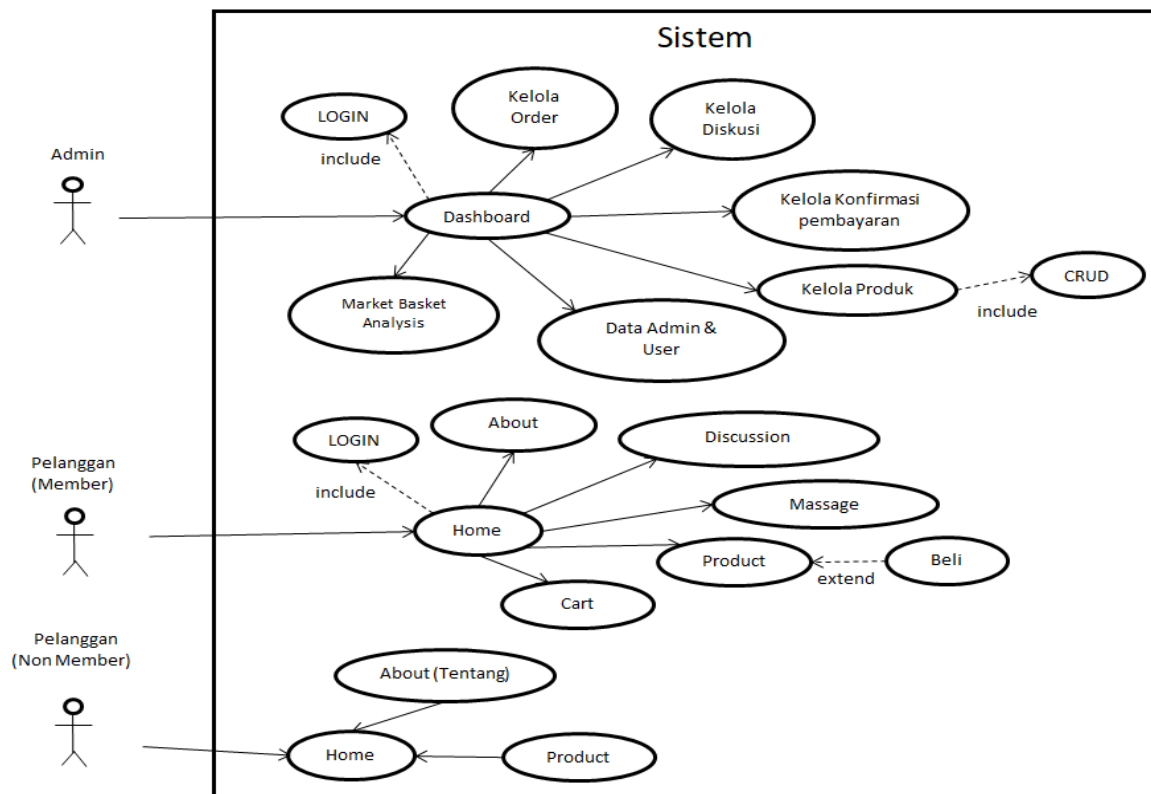 Sistem
Kelola
Order
Kelola
Diskusi
LOGIN
include
Admin
Dashboard
Kelola Konfirmasi
pembayaran
Kelola Produk
CRUD
include
Market Basket
Analysis
Data Admin &
User
About
LOGIN
Discussion
Pelanggan
(Member)
include
Massage
Home
Product
Beli
extend
Cart
Pelanggan
(Non Member)
About (Tentang)
Home
Product